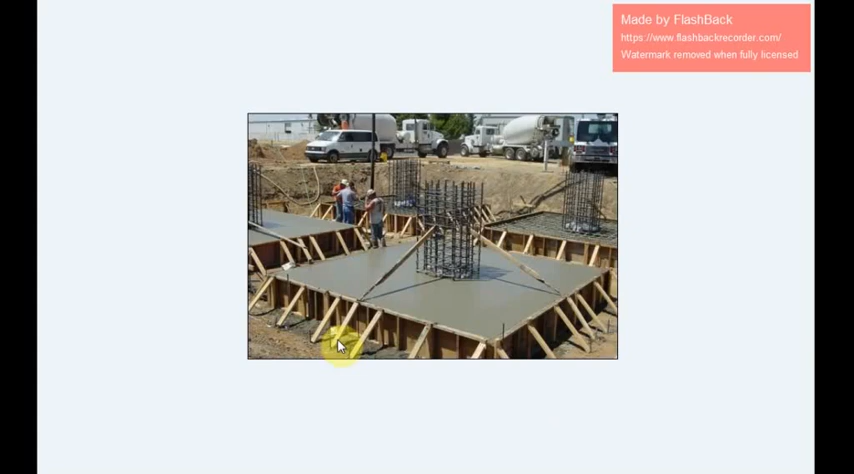 Made by FlashBack
https://www.flashbackrecorder.com/
Watermark removed when fully licensed